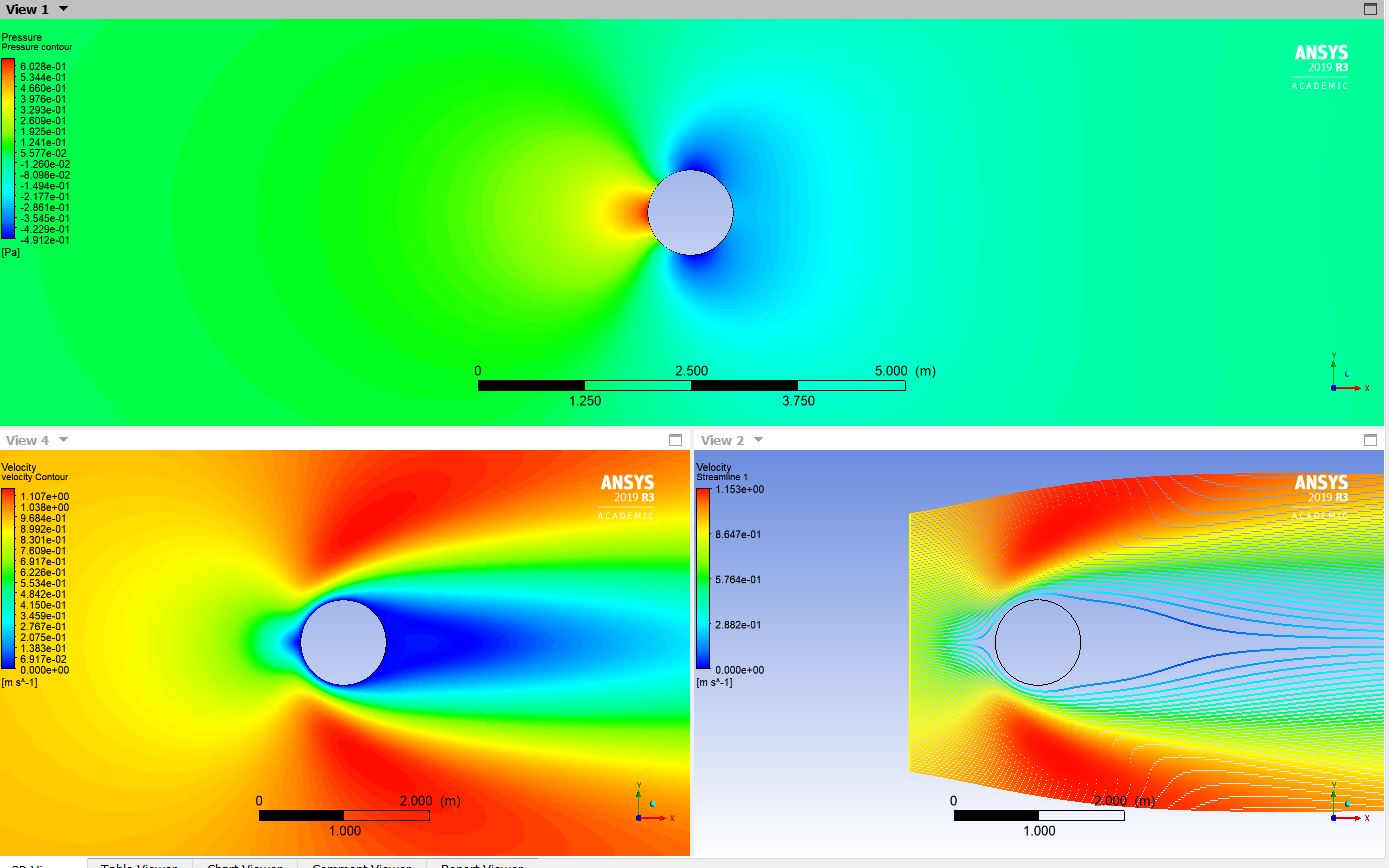 View 1
Pressure
Pressure contour
6.028e-01
5.344e-01
4.660e-01
3.976e-01
3.293e-01
2.609e-01
1.925e-01
1.241e-01
5.577e-02
-1.260e-02
-8.098e-02
-1.494e-01
-2.177e-01
-2.861e-01
-3.545e-01
-4.229e-01
-4.912e-01
[Pa]
ANSYS
2019 R3
ACADEMIC
0 2.500 5.000 (m)
1.250 3.750
Y
X
View 4
Velocity
velocity Contour
1.107e+00
1.038e+00
9.684e-01
8.992e-01
8.301e-01
7.609e-01
6.917e-01
6.226e-01
5.534e-01
4.842e-01
4.150e-01
3.459e-01
2.767e-01
2.075e-01
1.383e-01
6.917e-02
0.000e+00
[m s^-1]
ANSYS
2019 R3
ACADEMIC
0 2.000 (m)
1.000
Y
X
View 2
Velocity
Streamline 1
1.153e+00
8.647e-01
5.764e-01
2.882e-01
0.000e+00
[m s^-1]
ANSYS
2019 R3
ACADEMIC
0 2.000 (m)
1.000
Y
X
Table Viewer Chart Viewer Comment Viewer Report Viewer